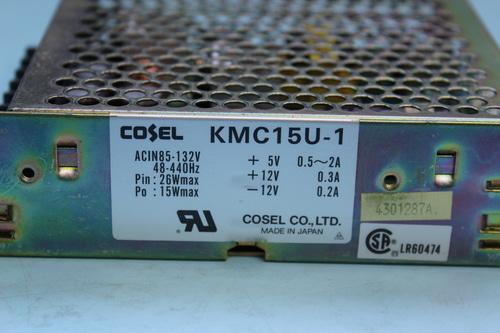 COSEL KMC15U-1
ACIN85-132V + 5V 0.5~2A
48-440Hz + 12V 0.3A
Pin : 26Wmax - 12V 0.2A
Po : 15Wmax
COSEL CO.,LTD.
MADE IN JAPAN
4301287A.
LR60474